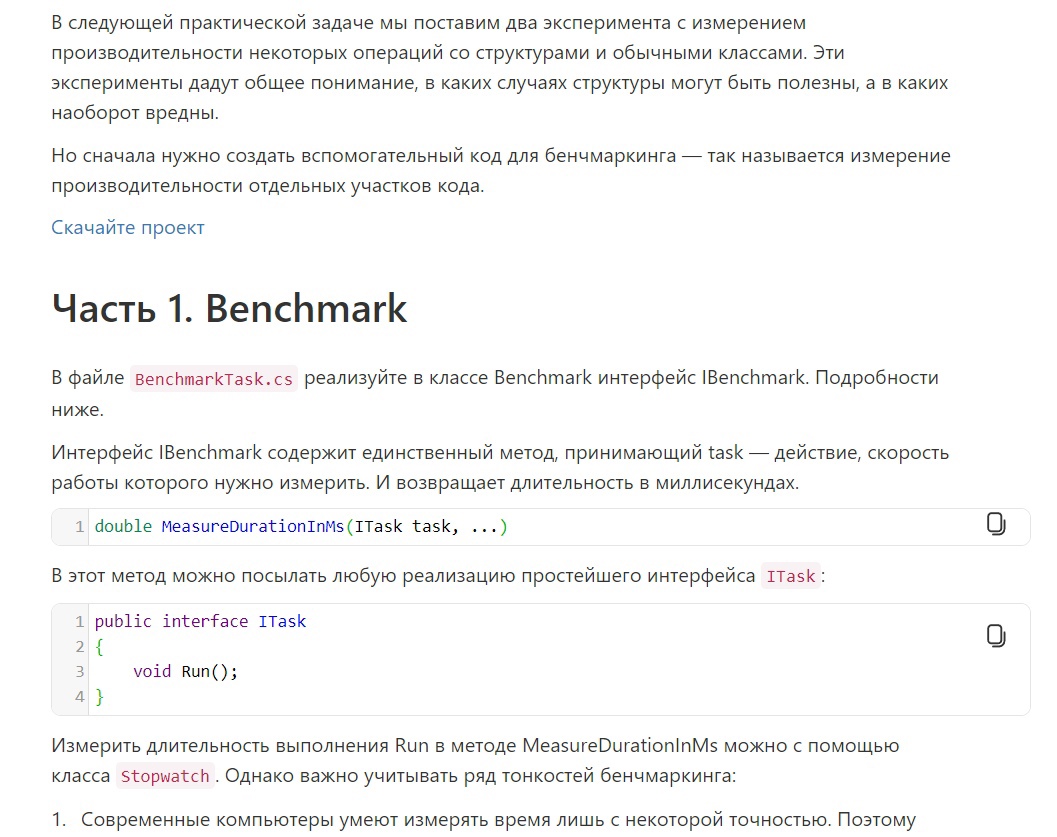 В следующей практической задаче мы поставим два эксперимента с измерением
производительности некоторых операций со структурами и обычными классами. Эти
эксперименты дадут общее понимание, в каких случаях структуры могут быть полезны, а в каких
наоборот вредны.
Но сначала нужно создать вспомогательный код для бенчмаркинга — так называется измерение
производительности отдельных участков кода.
Скачайте проект
Часть 1. Benchmark
В файле BenchmarkTask.cs реализуйте в классе Benchmark интерфейс IBenchmark. Подробности
ниже.
Интерфейс IBenchmark содержит единственный метод, принимающий task — действие, скорость
работы которого нужно измерить. И возвращает длительность в миллисекундах.
1 double MeasureDurationInMs(ITask task, ...)
В этот метод можно посылать любую реализацию простейшего интерфейса ITask:
1 public interface ITask
2 {
3     void Run();
4 }
Измерить длительность выполнения Run в методе MeasureDurationInMs можно с помощью
класса Stopwatch. Однако важно учитывать ряд тонкостей бенчмаркинга:
1. Современные компьютеры умеют измерять время лишь с некоторой точностью. Поэтому